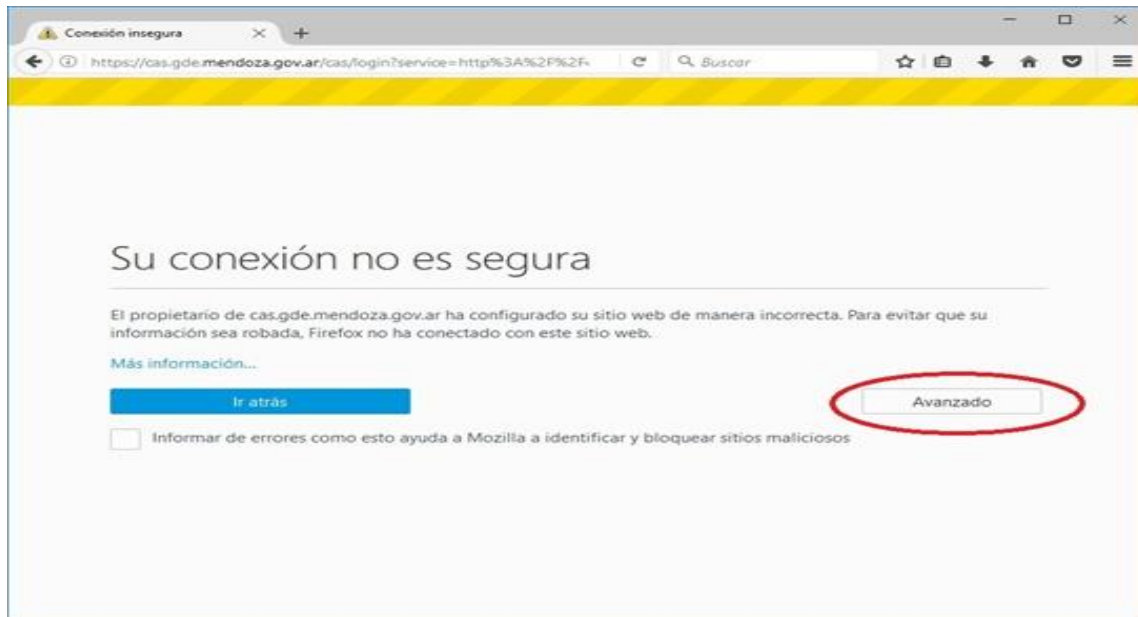 Conexión insegura
https://cas.gde.mendoza.gov.ar/cas/login?service=http%3A%2F%2F
Buscar
Su conexión no es segura
El propietario de cas.gde.mendoza.gov.ar ha configurado su sitio web de manera incorrecta. Para evitar que su
información sea robada, Firefox no ha conectado con este sitio web.
Más información...
Ir atrás
Avanzado
Informar de errores como esto ayuda a Mozilla a identificar y bloquear sitios maliciosos